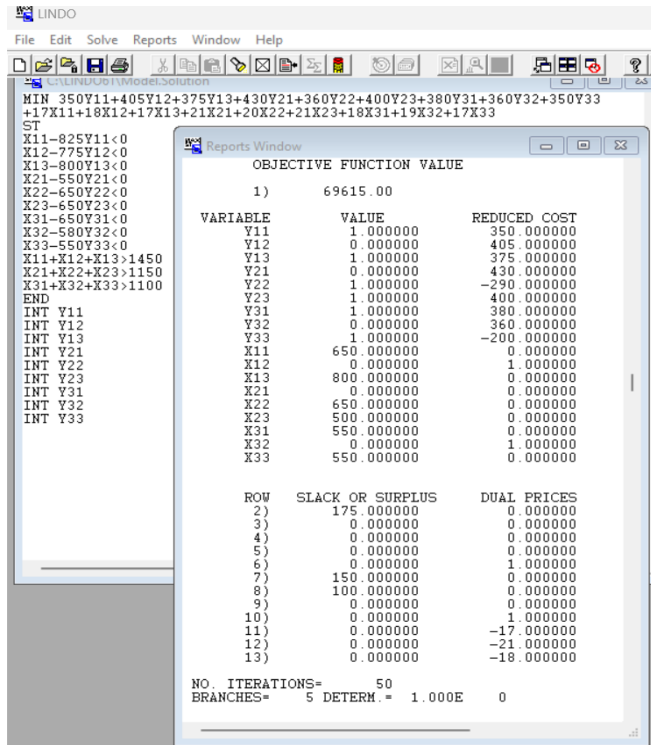 LINDO
File Edit Solve Reports Window Help
C:\LINDO61\Model.Solution
MIN 350Y11+405Y12+375Y13+430Y21+360Y22+400Y23+380Y31+360Y32+350Y33
+17X11+18X12+17X13+21X21+20X22+21X23+18X31+19X32+17X33
ST
X11-825Y11<0
X12-775Y12<0
X13-800Y13<0
X21-550Y21<0
X22-650Y22<0
X23-650Y23<0
X31-650Y31<0
X32-580Y32<0
X33-550Y33<0
X11+X12+X13>1450
X21+X22+X23>1150
X31+X32+X33>1100
END
INT Y11
INT Y12
INT Y13
INT Y21
INT Y22
INT Y23
INT Y31
INT Y32
INT Y33
Reports Window
OBJECTIVE FUNCTION VALUE
1) 69615.00
VARIABLE VALUE REDUCED COST
Y11 1.000000 350.000000
Y12 0.000000 405.000000
Y13 1.000000 375.000000
Y21 0.000000 430.000000
Y22 1.000000 -290.000000
Y23 1.000000 400.000000
Y31 1.000000 380.000000
Y32 0.000000 360.000000
Y33 1.000000 -200.000000
X11 650.000000 0.000000
X12 0.000000 1.000000
X13 800.000000 0.000000
X21 0.000000 0.000000
X22 650.000000 0.000000
X23 500.000000 0.000000
X31 550.000000 0.000000
X32 0.000000 1.000000
X33 550.000000 0.000000
ROW SLACK OR SURPLUS DUAL PRICES
2) 175.000000 0.000000
3) 0.000000 0.000000
4) 0.000000 0.000000
5) 0.000000 0.000000
6) 0.000000 1.000000
7) 150.000000 0.000000
8) 100.000000 0.000000
9) 0.000000 0.000000
10) 0.000000 1.000000
11) 0.000000 -17.000000
12) 0.000000 -21.000000
13) 0.000000 -18.000000
NO. ITERATIONS= 50
BRANCHES= 5 DETERM.= 1.000E 0